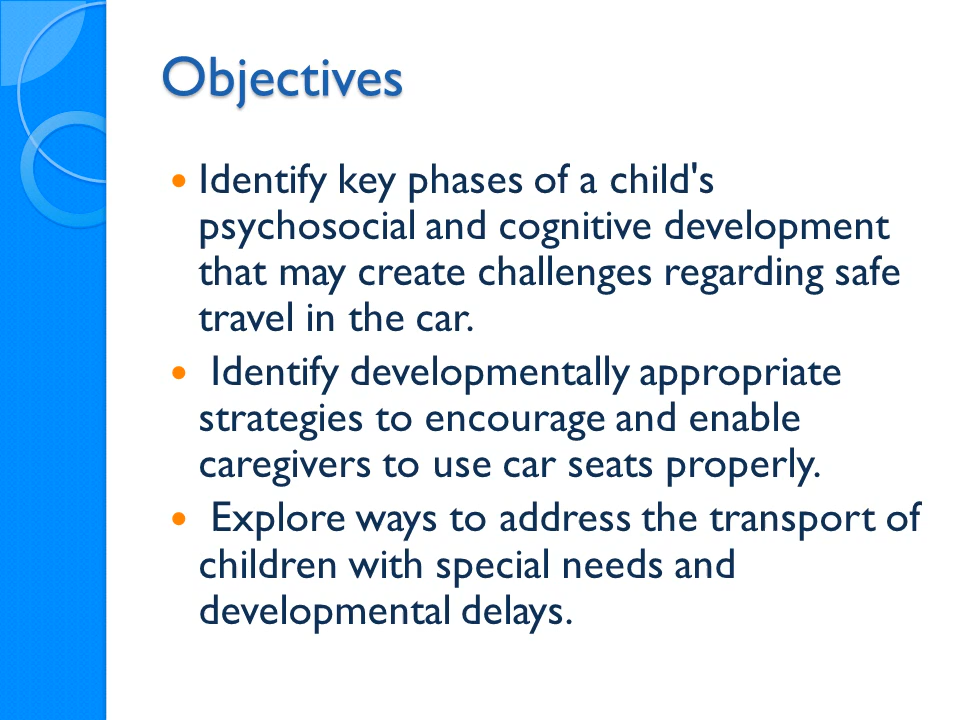 Objectives
• Identify key phases of a child's
psychosocial and cognitive development
that may create challenges regarding safe
travel in the car.
• Identify developmentally appropriate
strategies to encourage and enable
caregivers to use car seats properly.
• Explore ways to address the transport of
children with special needs and
developmental delays.